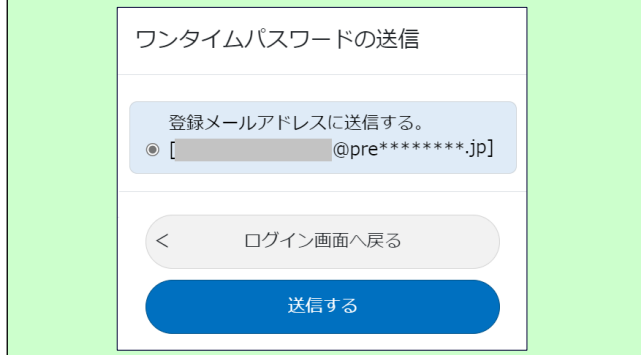 ワンタイムパスワードの送信
登録メールアドレスに送信する。
[ @pre********.jp]
< ログイン画面へ戻る
送信する